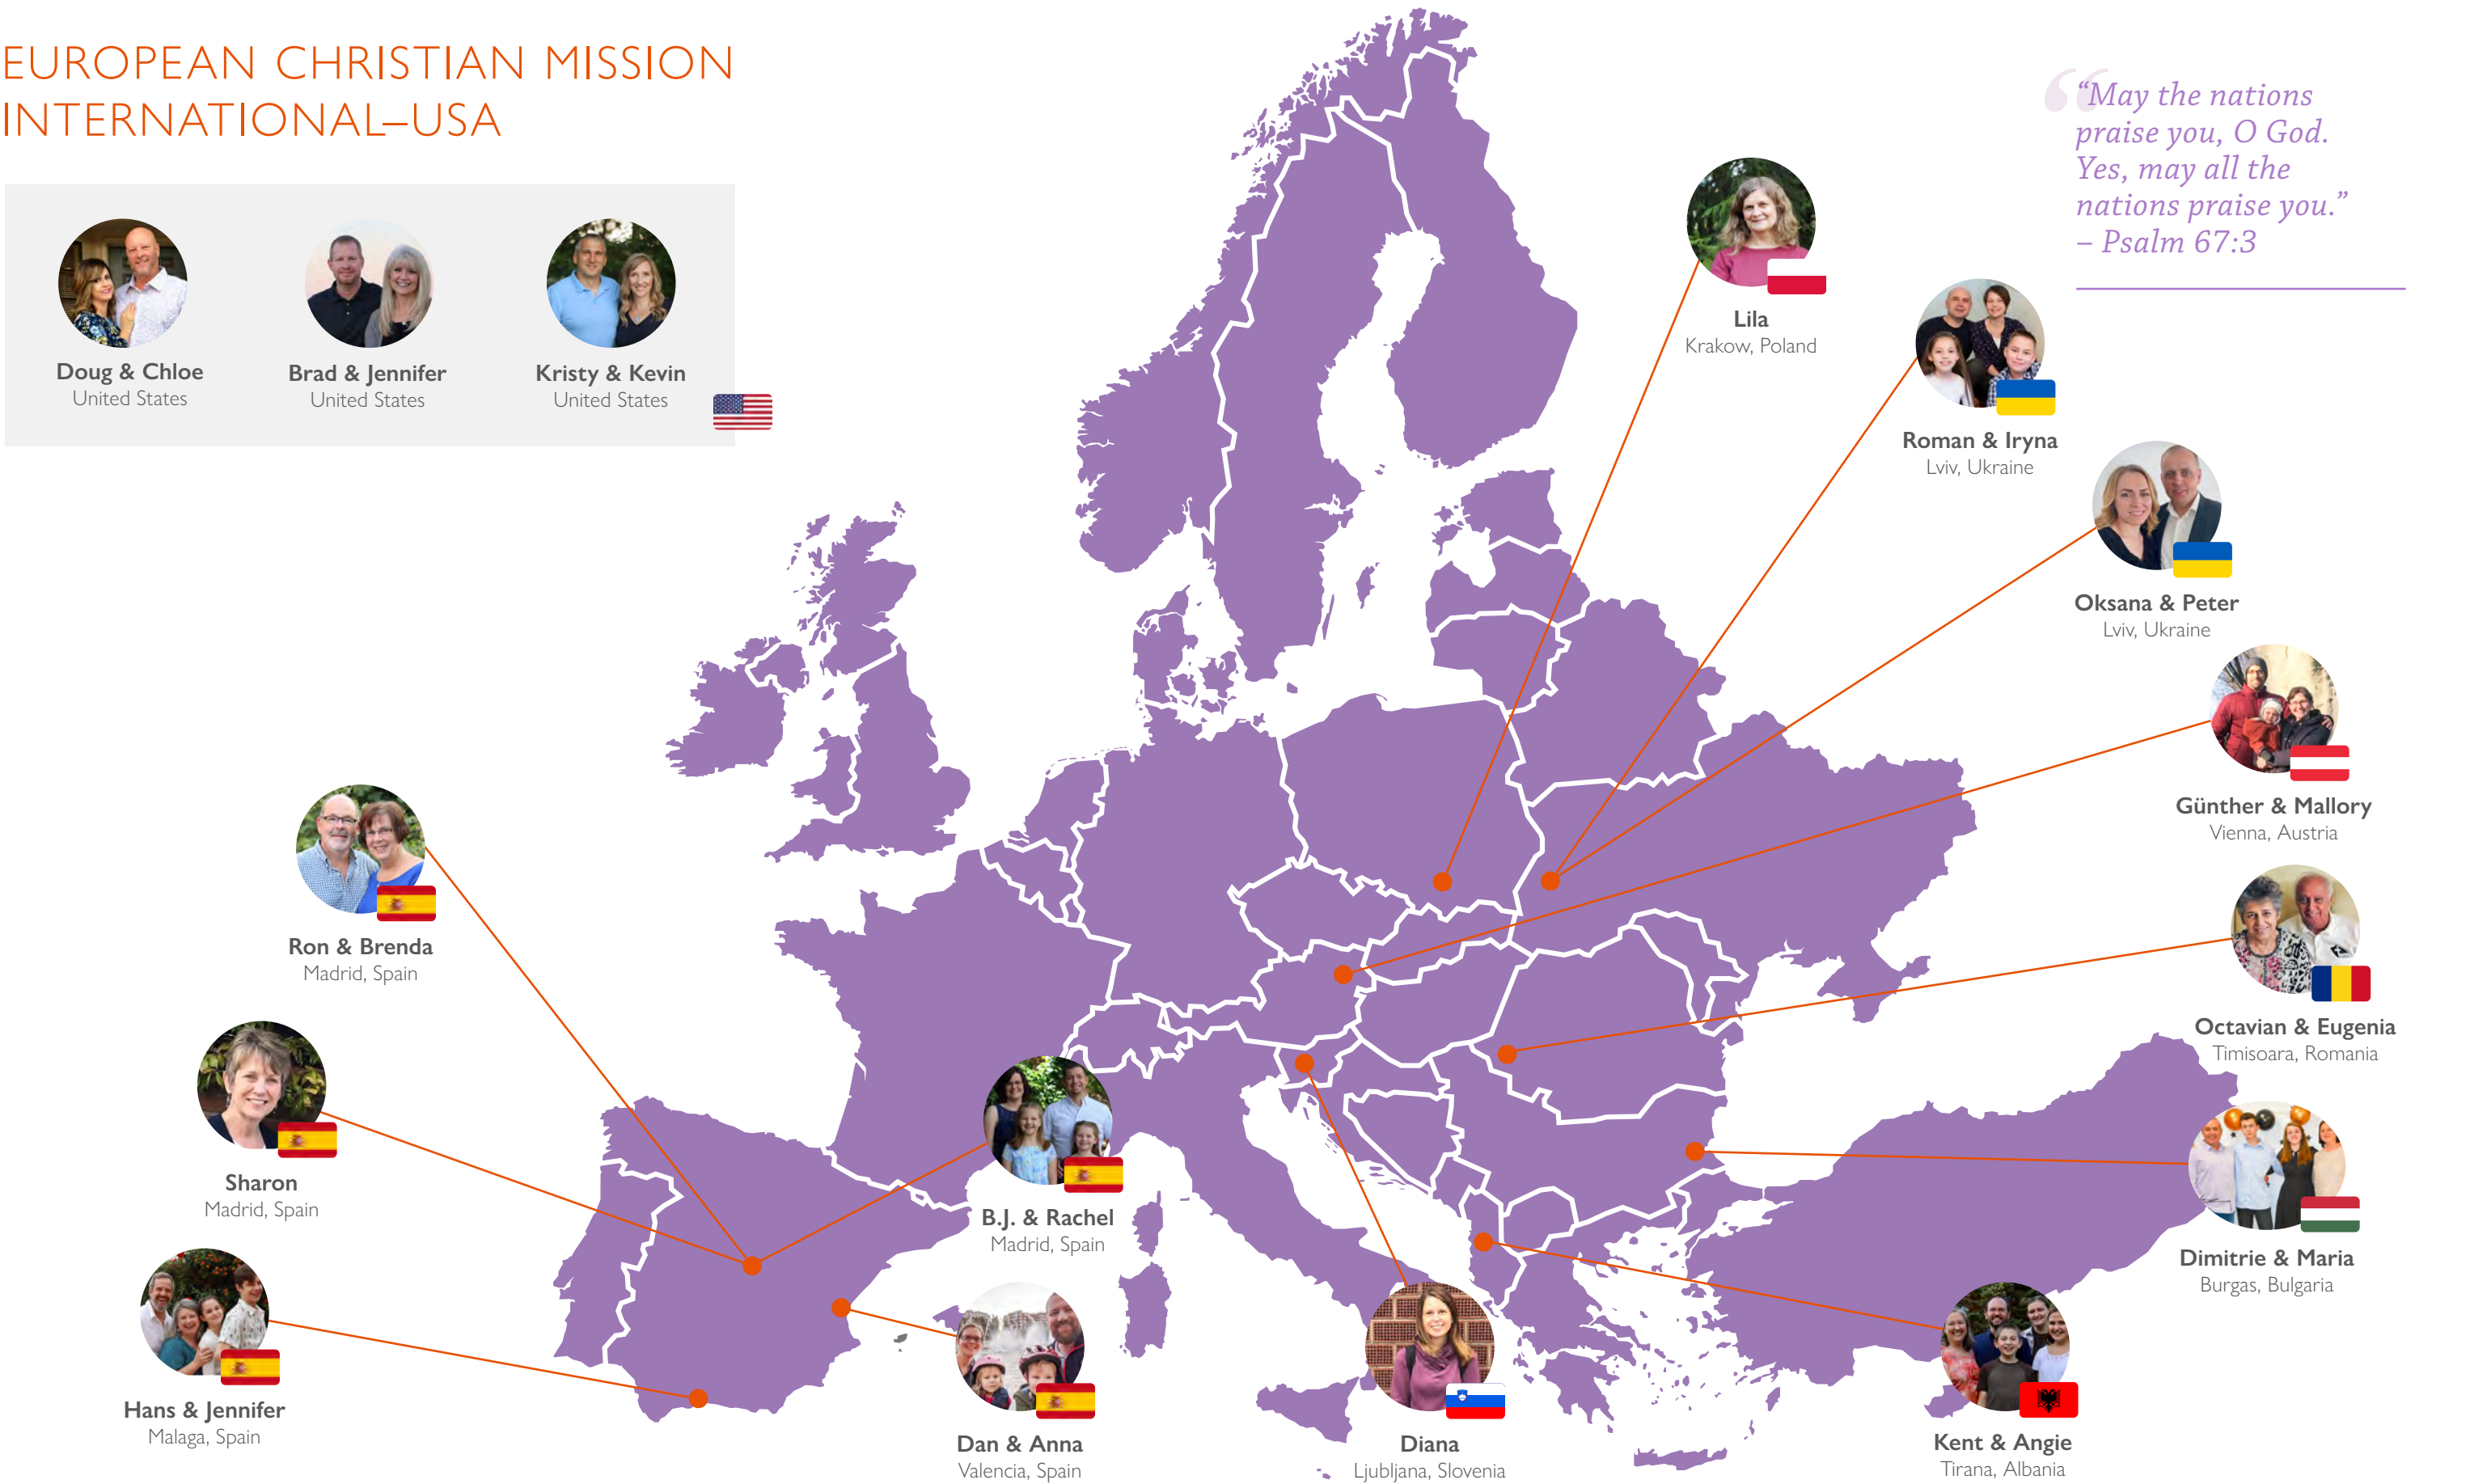 EUROPEAN CHRISTIAN MISSION
INTERNATIONAL–USA
Doug & Chloe
United States
Brad & Jennifer
United States
Kristy & Kevin
United States
“May the nations
praise you, O God.
Yes, may all the
nations praise you.”
– Psalm 67:3
Lila
Krakow, Poland
Roman & Iryna
Lviv, Ukraine
Oksana & Peter
Lviv, Ukraine
Günther & Mallory
Vienna, Austria
Octavian & Eugenia
Timisoara, Romania
Dimitrie & Maria
Burgas, Bulgaria
Kent & Angie
Tirana, Albania
Diana
Ljubljana, Slovenia
Dan & Anna
Valencia, Spain
B.J. & Rachel
Madrid, Spain
Ron & Brenda
Madrid, Spain
Sharon
Madrid, Spain
Hans & Jennifer
Malaga, Spain